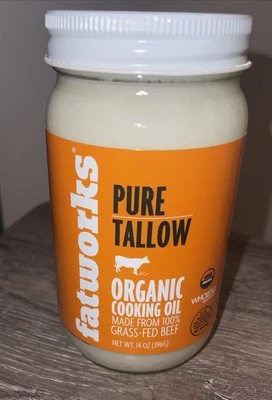 fatworks®
PURE
TALLOW
ORGANIC
COOKING OIL
MADE FROM 100%
GRASS-FED BEEF
NET WT. 14 OZ (396G)